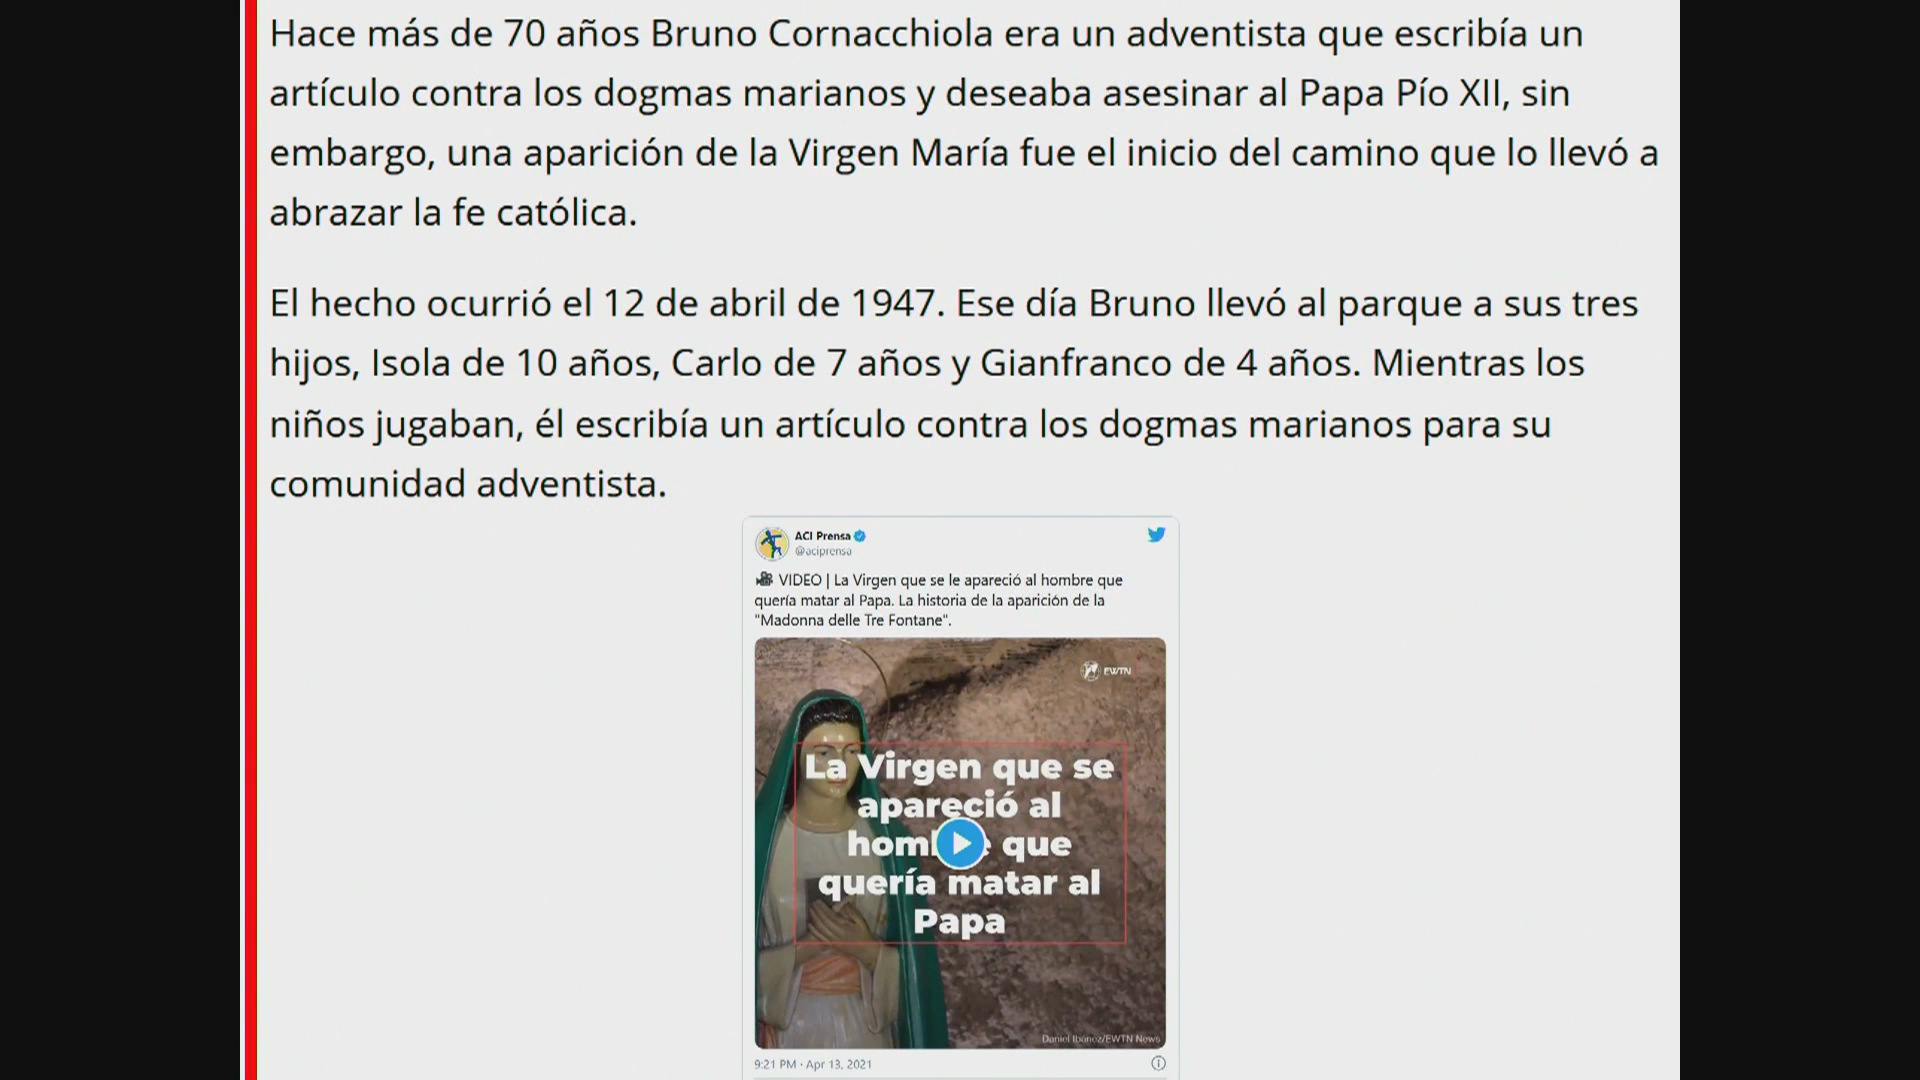 Hace más de 70 años Bruno Cornacchiola era un adventista que escribía un
artículo contra los dogmas marianos y deseaba asesinar al Papa Pío XII, sin
embargo, una aparición de la Virgen María fue el inicio del camino que lo llevó a
abrazar la fe católica.
El hecho ocurrió el 12 de abril de 1947. Ese día Bruno llevó al parque a sus tres
hijos, Isola de 10 años, Carlo de 7 años y Gianfranco de 4 años. Mientras los
niños jugaban, él escribía un artículo contra los dogmas marianos para su
comunidad adventista.
ACI Prensa
@aciprensa
VIDEO | La Virgen que se le apareció al hombre que
quería matar al Papa. La historia de la aparición de la
"Madonna delle Tre Fontane".
EWTN
La Virgen que se
apareció al
hombre que
quería matar al
Papa
Daniel Ibánez/EWTN News
9:21 PM · Apr 13, 2021